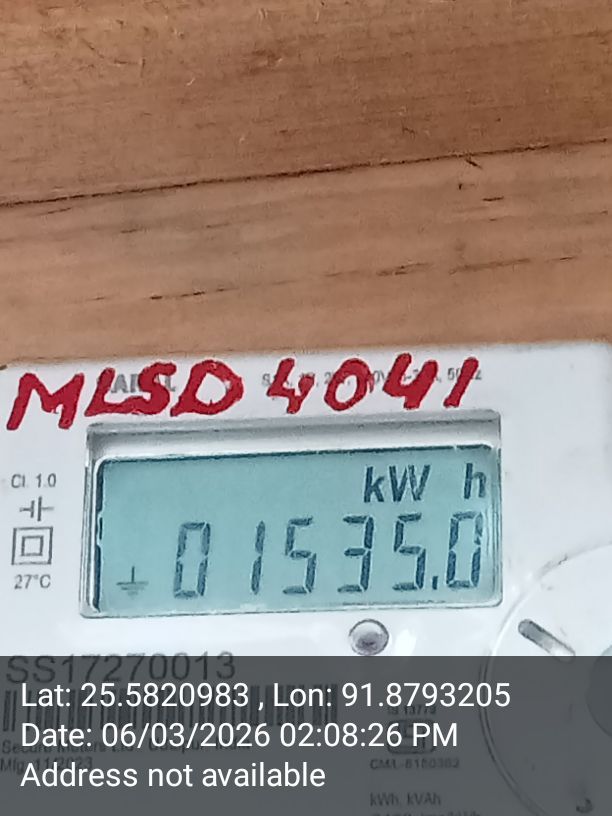 MLSD 4041
Cl. 1.0
kW h
01535.0
27°C
SS17270013
Lat: 25.5820983 , Lon: 91.8793205
Date: 06/03/2026 02:08:26 PM
Address not available
kWh, kVAh